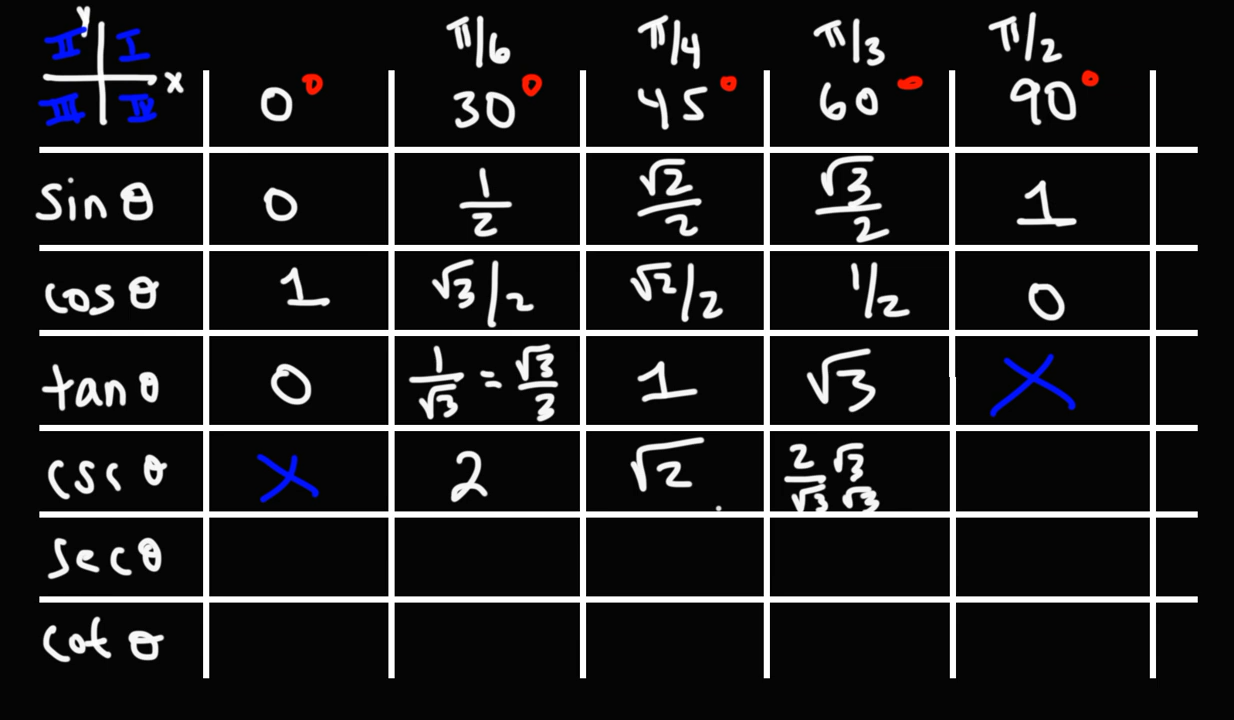 y
II I
x
III IV
π/6 π/4 π/3 π/2
0° 30° 45° 60° 90°
sin θ 0 1/2 √2/2 √3/2 1
cos θ 1 √3/2 √2/2 1/2 0
tan θ 0 1/√3 = √3/3 1 √3 X
csc θ X 2 √2 2/√3 √3/√3
sec θ
cot θ